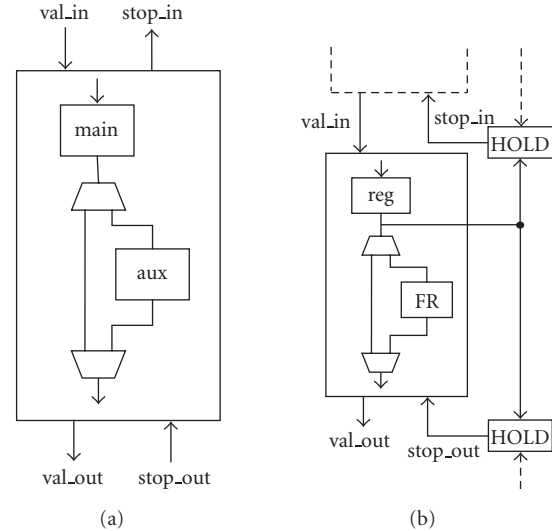 val_in
stop_in
main
aux
val_out
stop_out
(a)
val_in
stop_in
HOLD
reg
FR
HOLD
val_out
stop_out
(b)